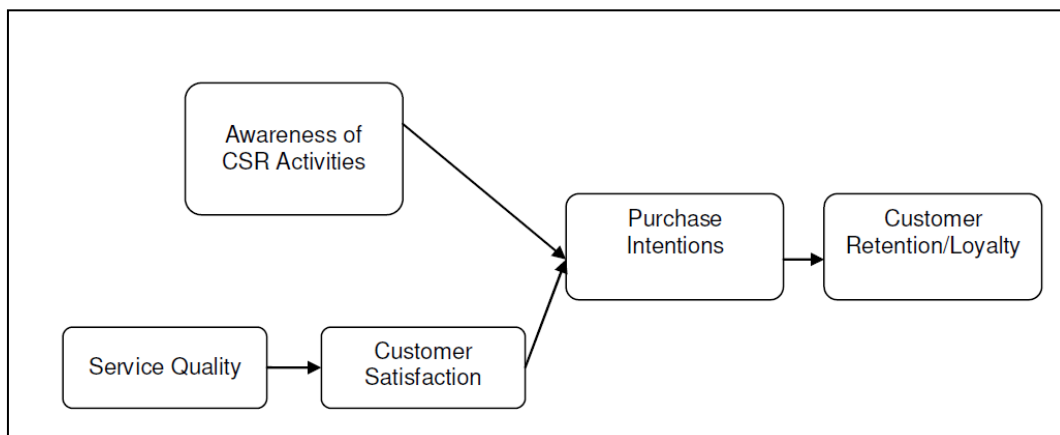 Awareness of
CSR Activities
Purchase
Intentions
Customer
Retention/Loyalty
Service Quality
Customer
Satisfaction